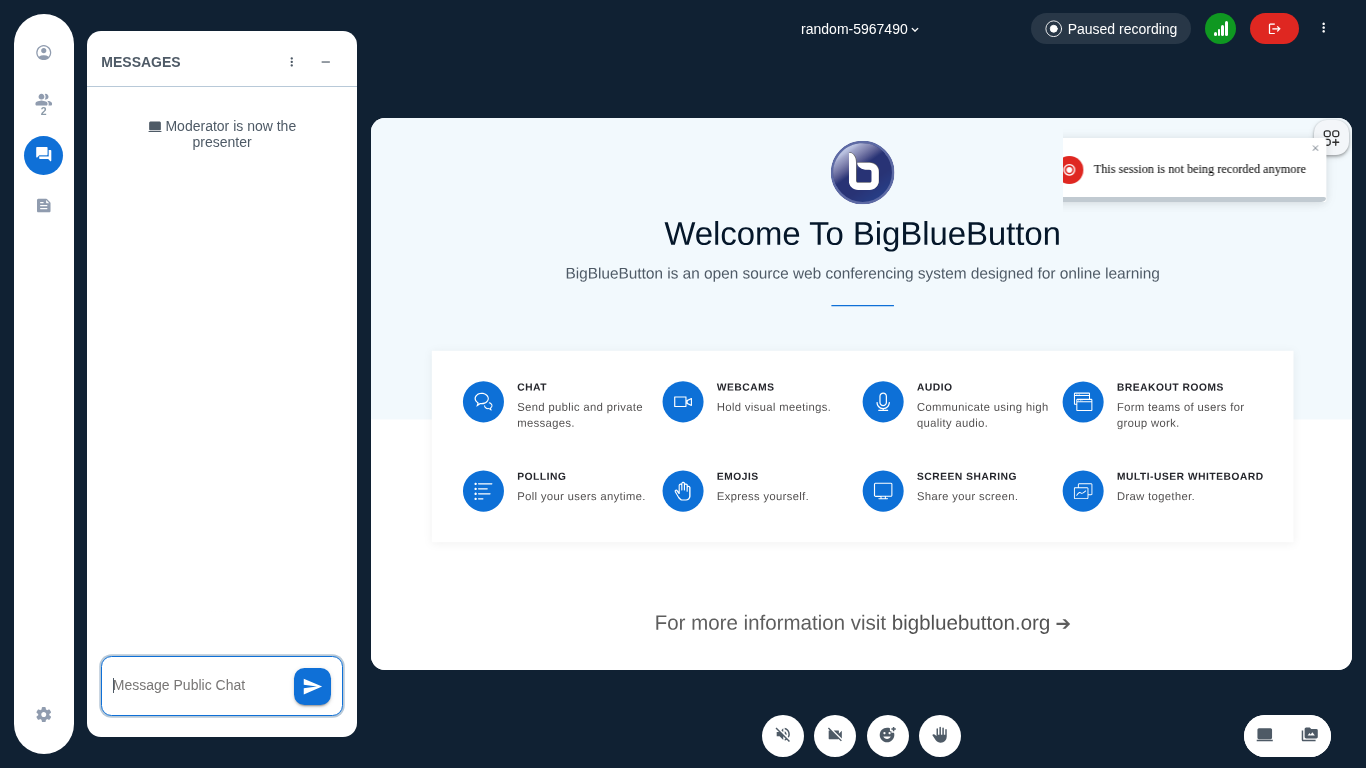 random-5967490
Paused recording
2
MESSAGES
Moderator is now the
presenter
Message Public Chat
This session is not being recorded anymore
Welcome To BigBlueButton
BigBlueButton is an open source web conferencing system designed for online learning
CHAT
Send public and private
messages.
WEBCAMS
Hold visual meetings.
AUDIO
Communicate using high
quality audio.
BREAKOUT ROOMS
Form teams of users for
group work.
POLLING
Poll your users anytime.
EMOJIS
Express yourself.
SCREEN SHARING
Share your screen.
MULTI-USER WHITEBOARD
Draw together.
For more information visit bigbluebutton.org ➔